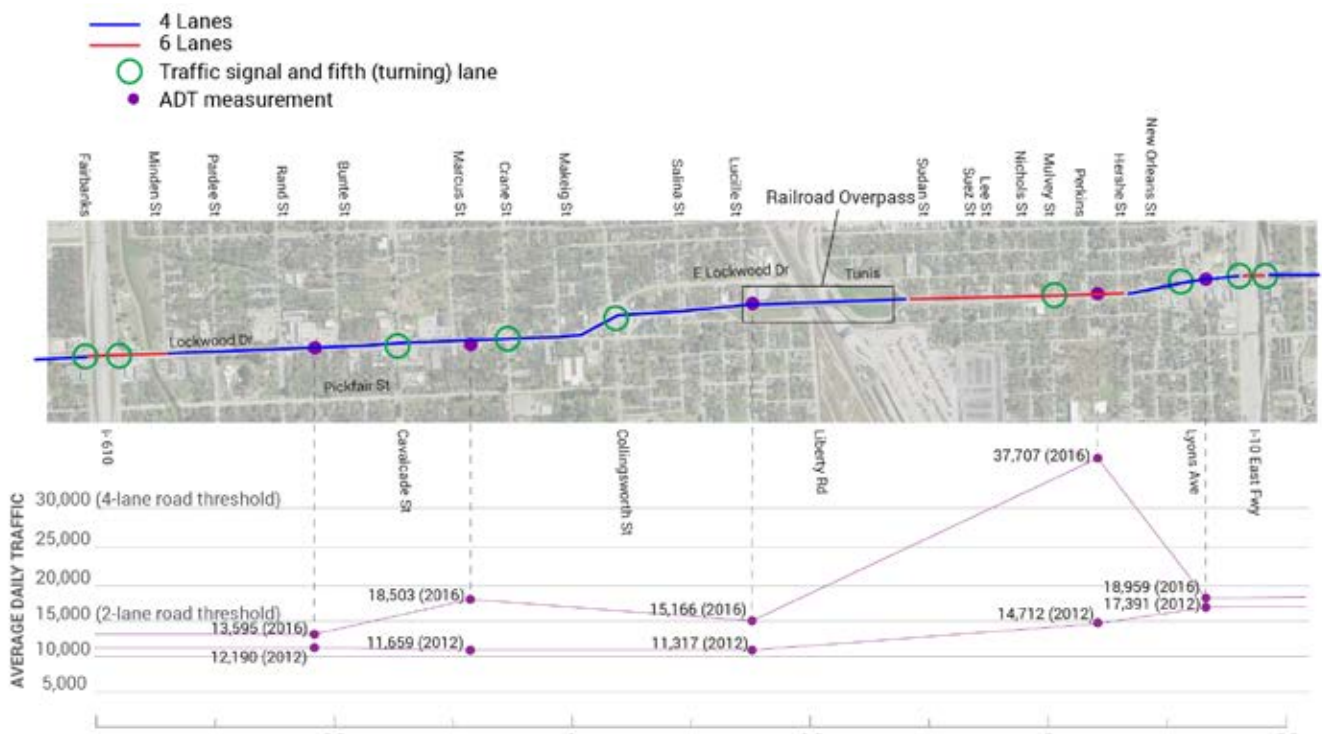 4 Lanes
6 Lanes
Traffic signal and fifth (turning) lane
ADT measurement
Fairbanks
Minden St
Pardee St
Rand St
Bunte St
Marcus St
Crane St
Makeig St
Salina St
Lucille St
Railroad Overpass
Sudan St
Suez St
Lee St
Nichols St
Mulvey St
Perkins
Hershe St
New Orleans St
E Lockwood Dr
Tunis
Lockwood Dr
Pickfair St
I-610
Cavalcade St
Collingsworth St
Liberty Rd
Lyons Ave
I-10 East Fwy
AVERAGE DAILY TRAFFIC
30,000 (4-lane road threshold)
25,000
20,000
15,000 (2-lane road threshold)
10,000
5,000
13,595 (2016)
12,190 (2012)
18,503 (2016)
11,659 (2012)
15,166 (2016)
11,317 (2012)
37,707 (2016)
14,712 (2012)
18,959 (2016)
17,391 (2012)